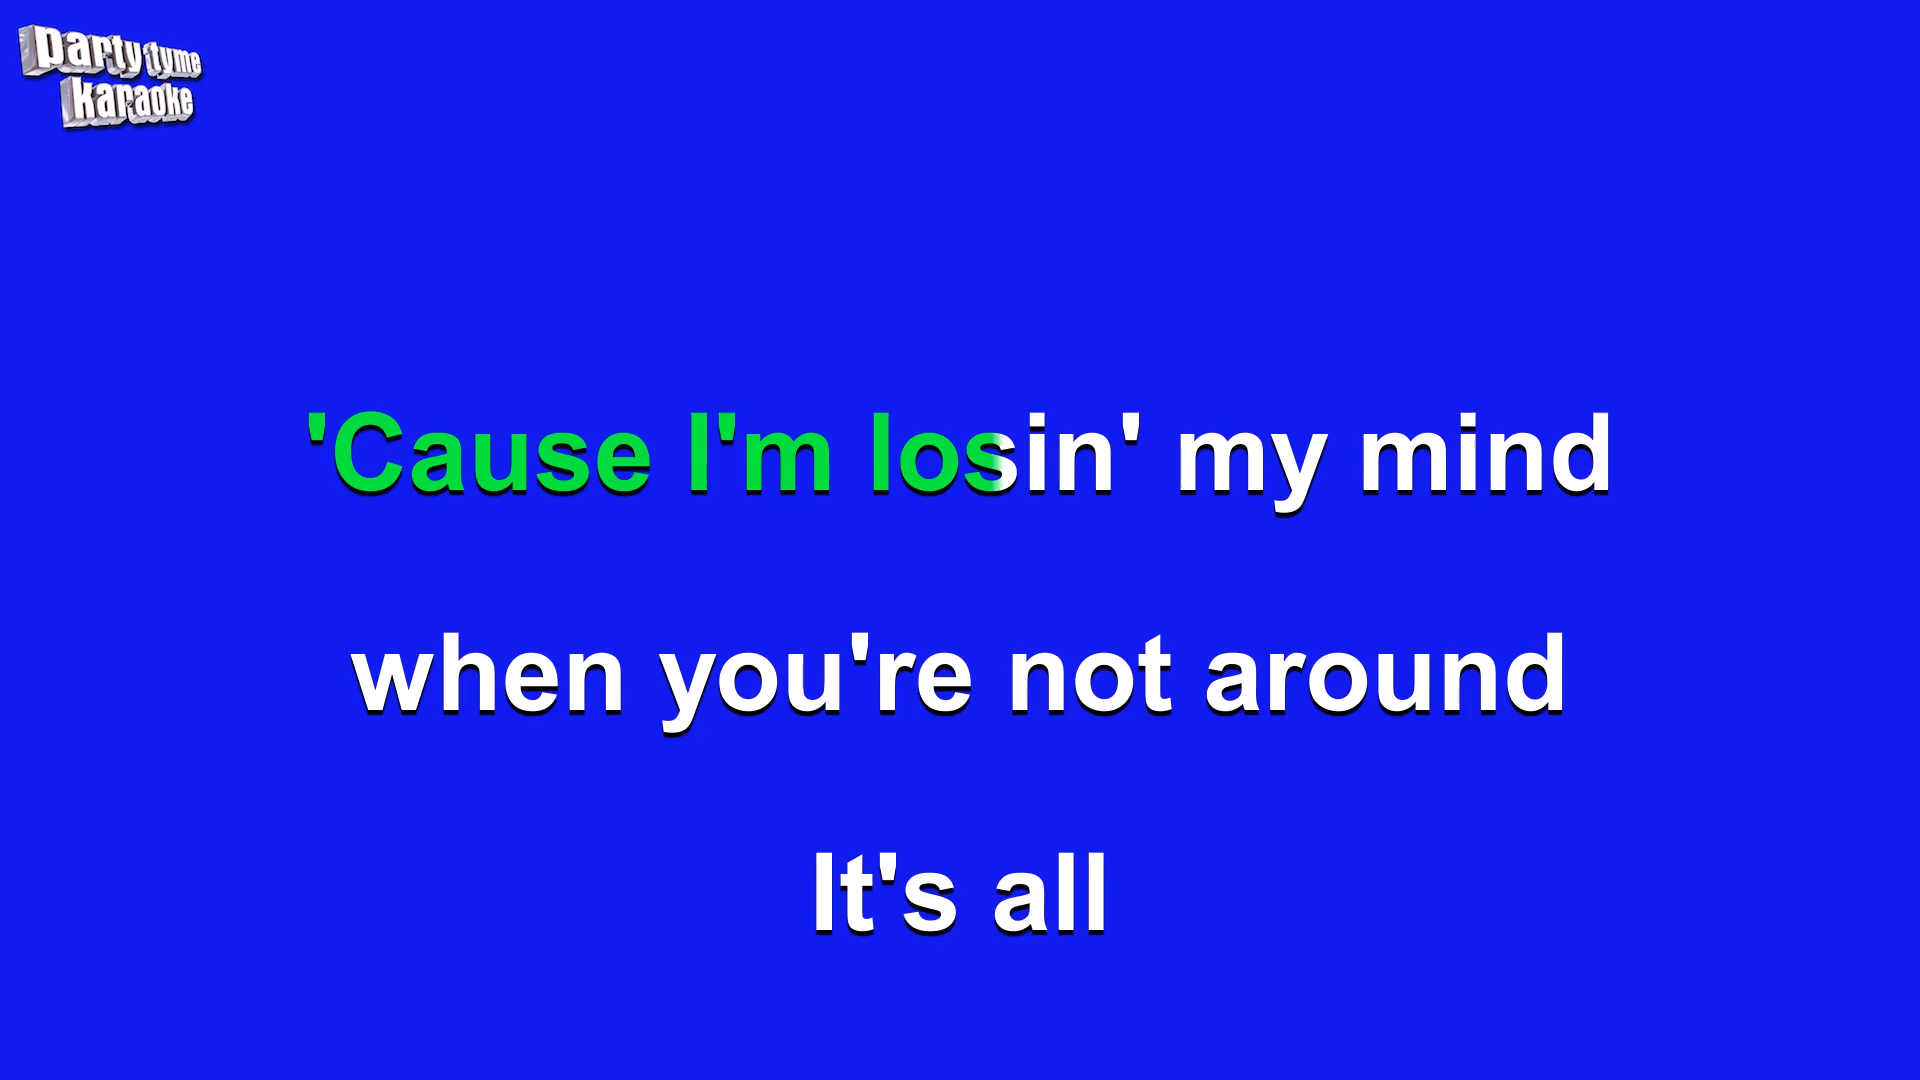 party tyme
karaoke
'Cause I'm losin' my mind
when you're not around
It's all